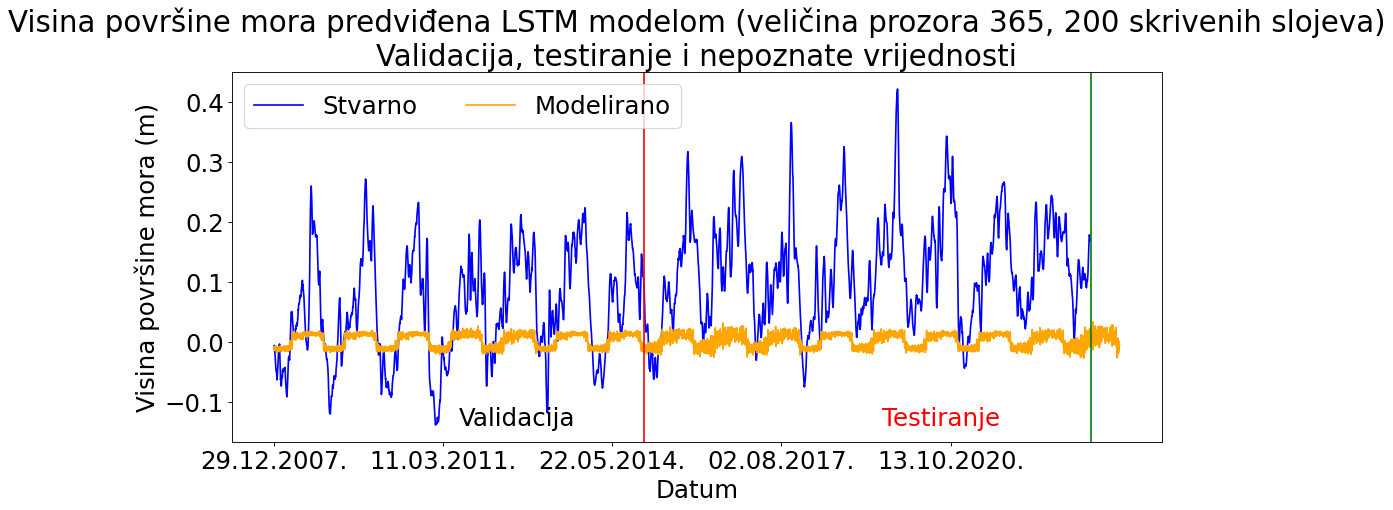 Visina površine mora predviđena LSTM modelom (veličina prozora 365, 200 skrivenih slojeva)
Validacija, testiranje i nepoznate vrijednosti
Stvarno
Modelirano
Visina površine mora (m)
0.4
0.3
0.2
0.1
0.0
−0.1
Validacija
Testiranje
29.12.2007.
11.03.2011.
22.05.2014.
02.08.2017.
13.10.2020.
Datum